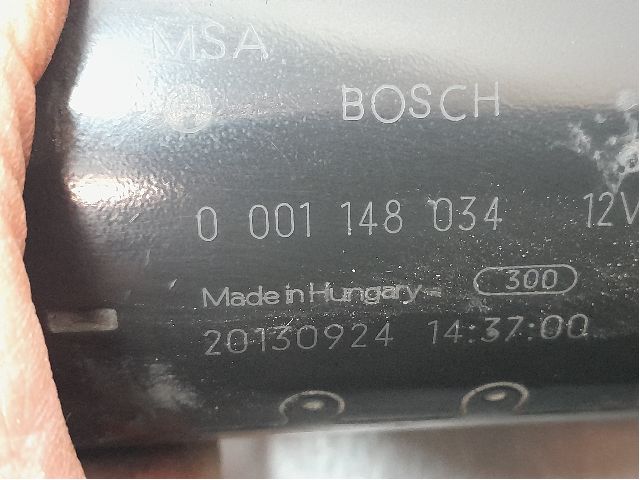 MSA
BOSCH
0 001 148 034 12V
Made in Hungary - 300
20130924 14:37:00